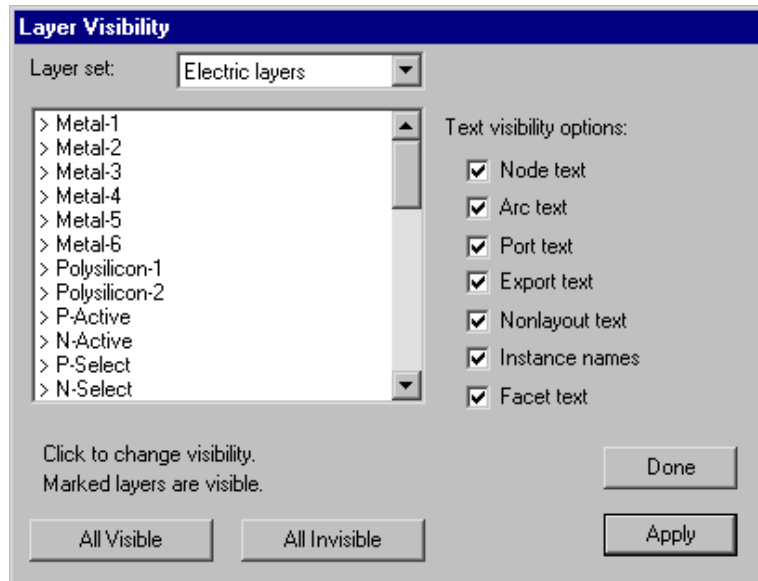 Layer Visibility
Layer set:
Electric layers
> Metal-1
> Metal-2
> Metal-3
> Metal-4
> Metal-5
> Metal-6
> Polysilicon-1
> Polysilicon-2
> P-Active
> N-Active
> P-Select
> N-Select
Text visibility options:
Node text
Arc text
Port text
Export text
Nonlayout text
Instance names
Facet text
Click to change visibility.
Marked layers are visible.
Done
All Visible
All Invisible
Apply